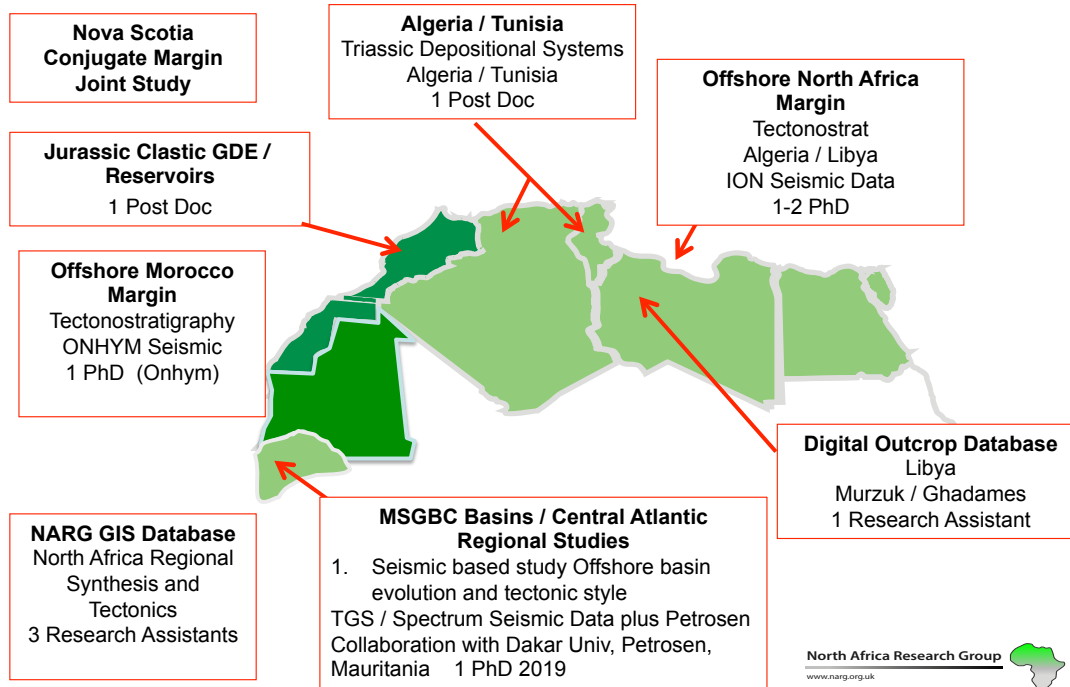 Nova Scotia
Conjugate Margin
Joint Study
Algeria / Tunisia
Triassic Depositional Systems
Algeria / Tunisia
1 Post Doc
Offshore North Africa
Margin
Tectonostrat
Algeria / Libya
ION Seismic Data
1-2 PhD
Jurassic Clastic GDE /
Reservoirs
1 Post Doc
Offshore Morocco
Margin
Tectonostratigraphy
ONHYM Seismic
1 PhD (Onhym)
Digital Outcrop Database
Libya
Murzuk / Ghadames
1 Research Assistant
NARG GIS Database
North Africa Regional
Synthesis and
Tectonics
3 Research Assistants
MSGBC Basins / Central Atlantic
Regional Studies
1. Seismic based study Offshore basin
evolution and tectonic style
TGS / Spectrum Seismic Data plus Petrosen
Collaboration with Dakar Univ, Petrosen,
Mauritania 1 PhD 2019
North Africa Research Group
www.narg.org.uk